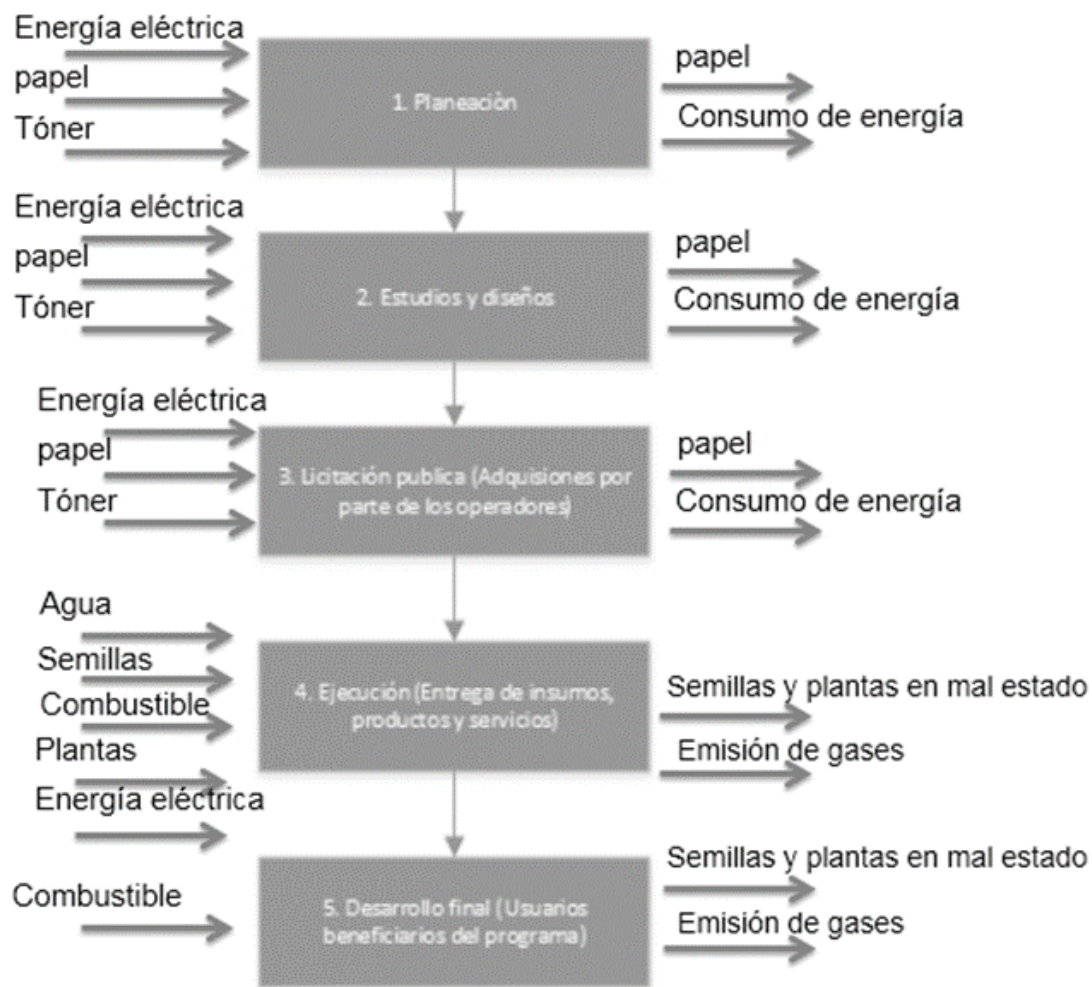 Energía eléctrica
papel
Tóner
1. Planeaciòn
papel
Consumo de energía
Energía eléctrica
papel
Tóner
2. Estudios y diseños
papel
Consumo de energía
Energía eléctrica
papel
Tóner
3. Licitación publica (Adquisiones por
parte de los operadores)
papel
Consumo de energía
Agua
Semillas
Combustible
Plantas
Energía eléctrica
4. Ejecución (Entrega de insumos,
productos y servicios)
Semillas y plantas en mal estado
Emisión de gases
Combustible
5. Desarrollo final (Usuarios
beneficiarios del programa)
Semillas y plantas en mal estado
Emisión de gases